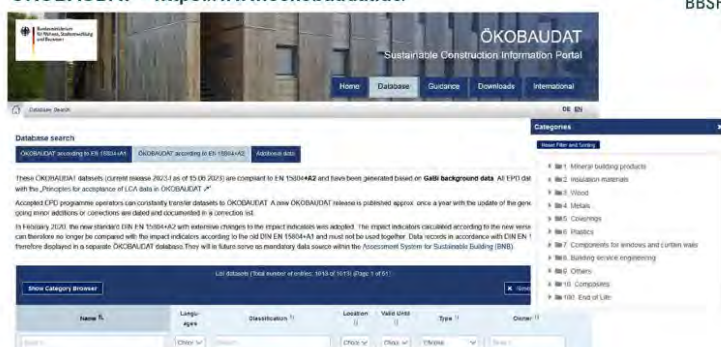 ÖKOBAUDAT
Sustainable Construction Information Portal
Home Database Guidance Downloads International
Database Search
DE EN
Database search
ÖKOBAUDAT according to EN 15804+A1 ÖKOBAUDAT according to EN 15804+A2 Additional data
These ÖKOBAUDAT datasets (current release 2023-I as of 15.06.2023) are compliant to EN 15804+A2 and have been generated based on GaBi background data. All EPD dat
with the „Principles for acceptance of LCA data in ÖKOBAUDAT
Accepted EPD programme operators can constantly transfer datasets to ÖKOBAUDAT. A new ÖKOBAUDAT release is published approx. once a year with the update of the gene
going minor additions or corrections are dated and documented in a correction list.
In February 2020, the new standard DIN EN 15804+A2 with extensive changes to the impact indicators was adopted. The impact indicators calculated according to the new versi
can therefore no longer be compared with the impact indicators according to the old DIN EN 15804+A1 and must not be used together. Data records in accordance with DIN EN
therefore displayed in a separate ÖKOBAUDAT database. They will in future serve as mandatory data source within the Assessment System for Sustainable Building (BNB).
Categories
Reset Filter and Sorting
1. Mineral building products
2. Insulation materials
3. Wood
4. Metals
5. Coverings
6. Plastics
7. Components for windows and curtain walls
8. Building service engineering
9. Others
10. Composites
100. End of Life
Show Category Browser
Name Langu- Classification Location Valid Until Type Owner
ages